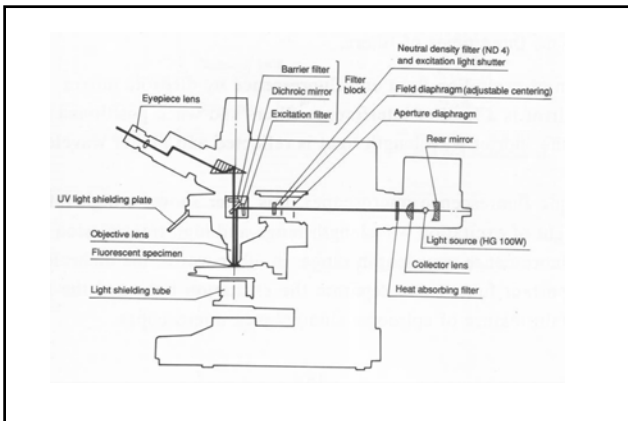 Neutral density filter (ND 4)
and excitation light
shutter
Field diaphragm (adjustable centering)
Aperture diaphragm
Rear mirror
Barrier filter
Dichroic mirror
Excitation filter
Filter
block
Eyepiece lens
UV light shielding plate
Objective lens
Fluorescent specimen
Light shielding tube
Light source (HG 100W)
Collector lens
Heat absorbing filter